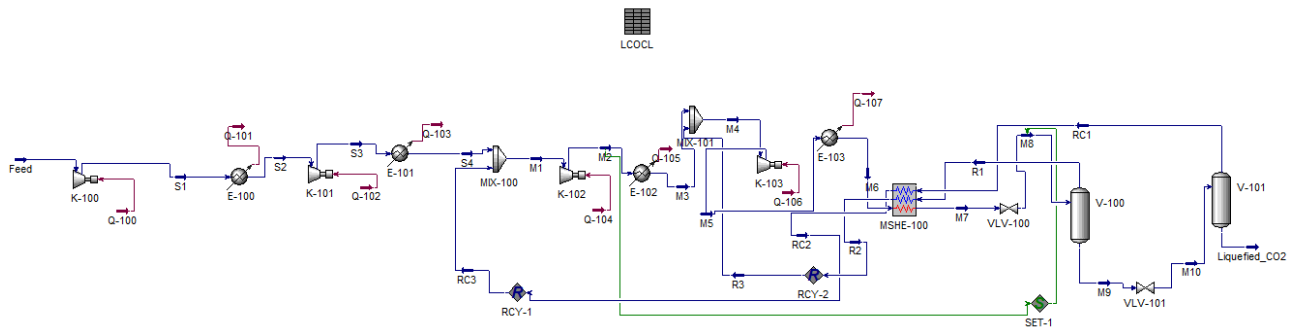 LCOCL
Feed
K-100
Q-100
S1
Q-101
E-100
S2
K-101
Q-102
S3
Q-103
E-101
S4
MIX-100
M1
K-102
Q-104
M2
Q-105
E-102
M3
MIX-101
M4
K-103
Q-106
M5
Q-107
E-103
M6
MSHE-100
M7
VLV-100
M8
RC1
R1
V-100
V-101
Liquefied_CO2
M9
VLV-101
M10
RC2
R2
R3
RCY-2
RC3
RCY-1
SET-1
R
R
S